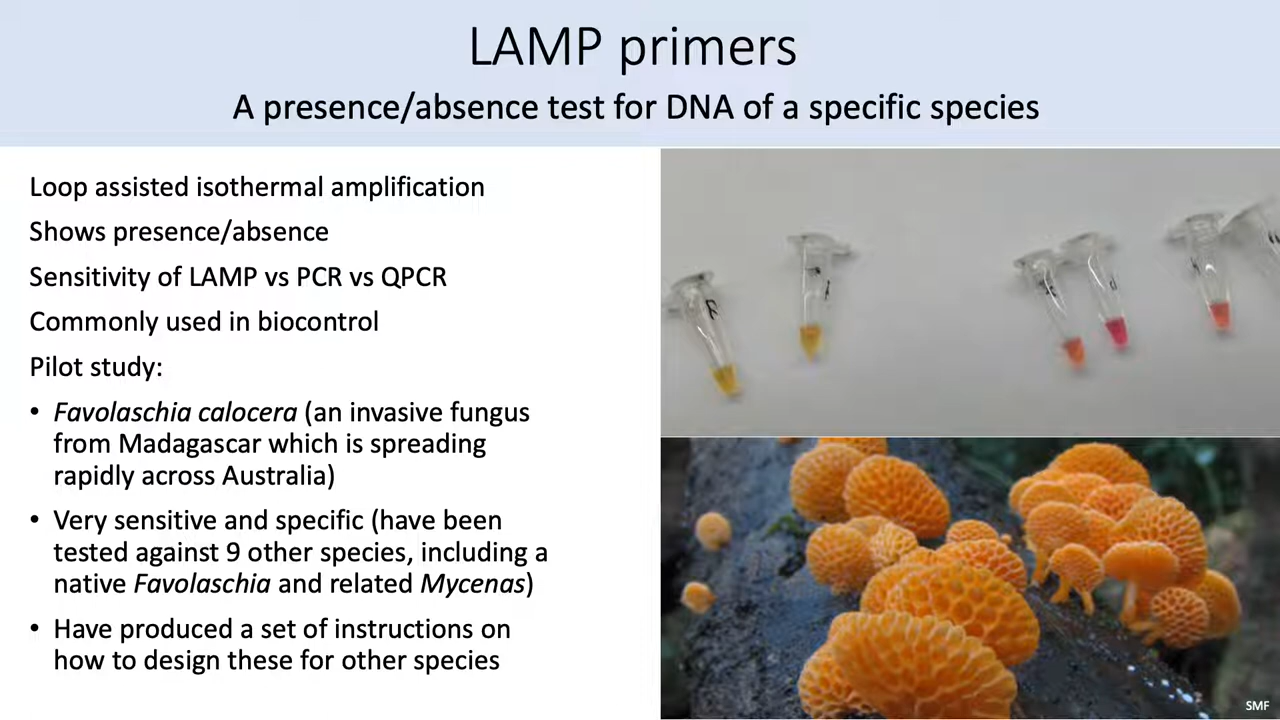 LAMP primers
A presence/absence test for DNA of a specific species
Loop assisted isothermal amplification
Shows presence/absence
Sensitivity of LAMP vs PCR vs QPCR
Commonly used in biocontrol
Pilot study:
• Favolaschia calocera (an invasive fungus
from Madagascar which is spreading
rapidly across Australia)
• Very sensitive and specific (have been
tested against 9 other species, including a
native Favolaschia and related Mycenas)
• Have produced a set of instructions on
how to design these for other species
SMF